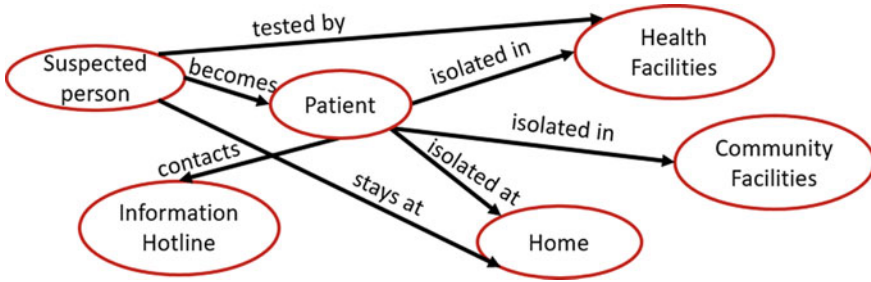 tested by
Health
Facilities
Suspected
person
becomes
isolated in
Patient
isolated in
Community
Facilities
contacts
isolated at
stays at
Information
Hotline
Home